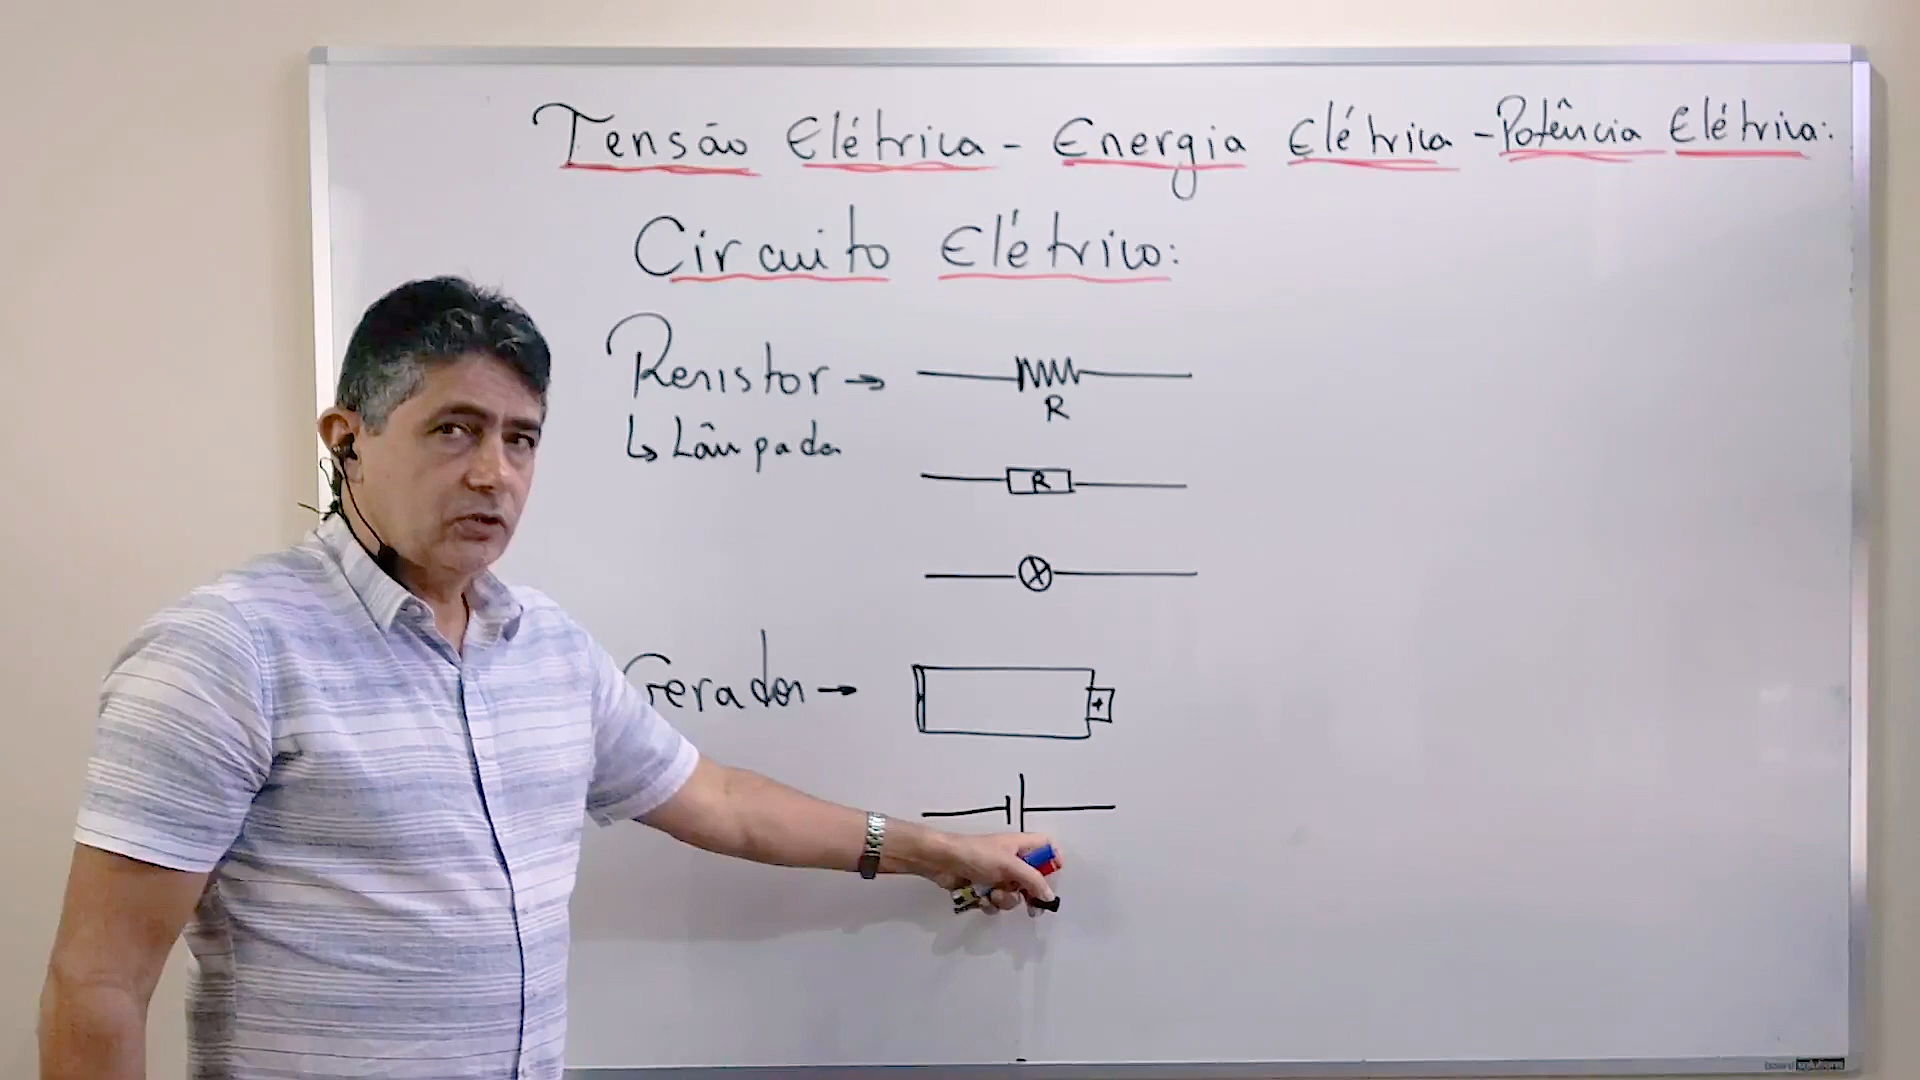 Tensão Elétrica - Energia Elétrica - Potência Elétrica:
Circuito Elétrico:
Resistor →
R
↳ Lâmpada
R
Gerador →
+